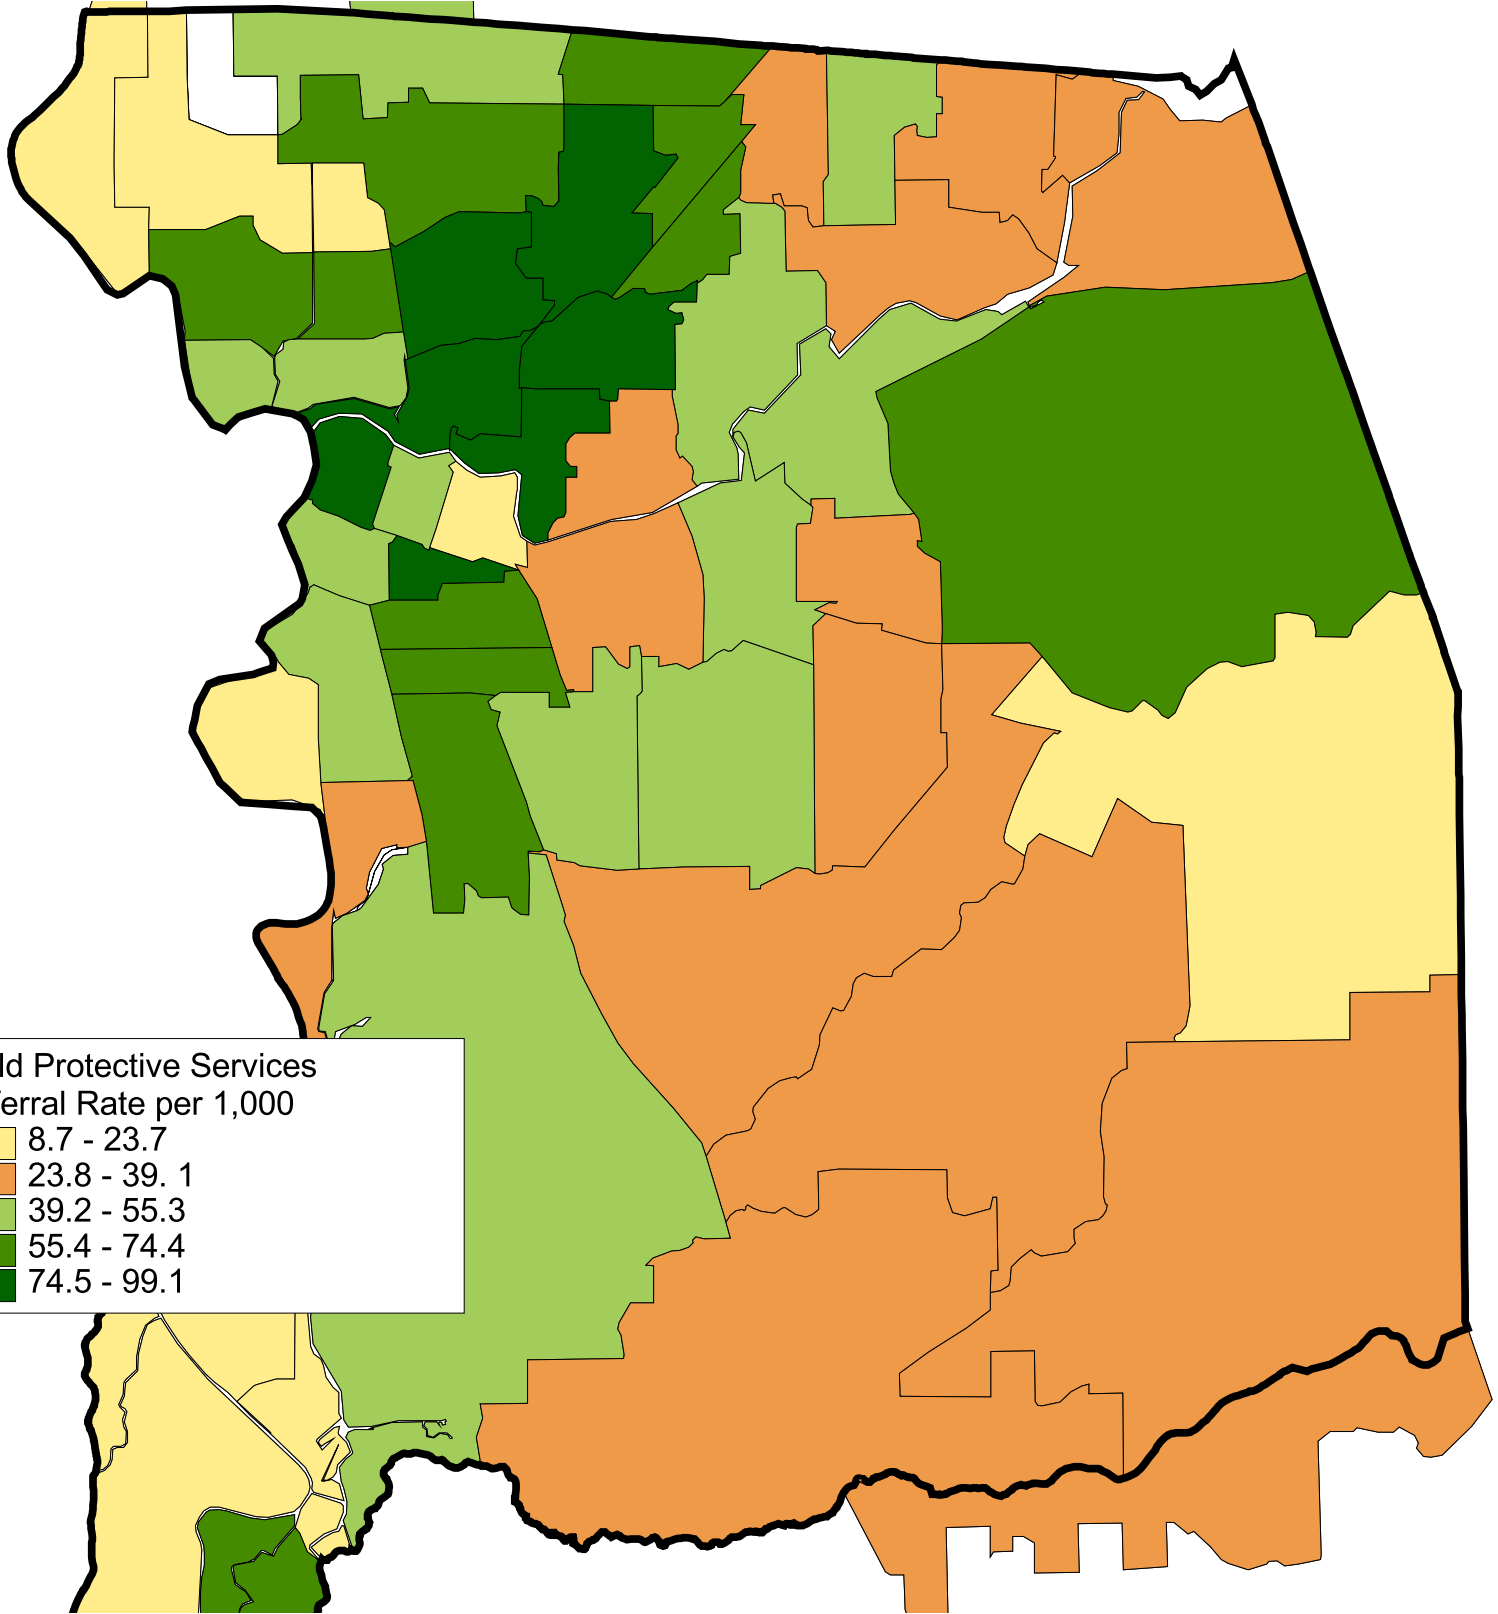 ld Protective Services
erral Rate per 1,000
8.7 - 23.7
23.8 - 39. 1
39.2 - 55.3
55.4 - 74.4
74.5 - 99.1